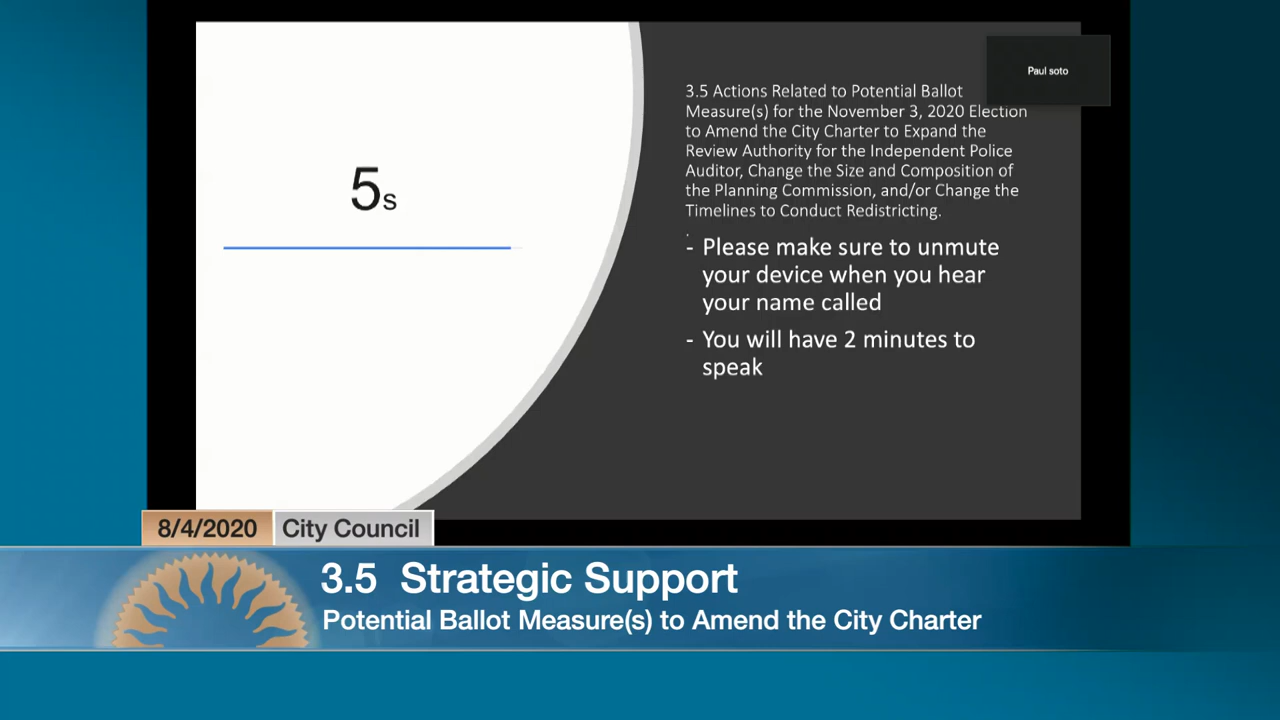 Paul soto
3.5 Actions Related to Potential Ballot
Measure(s) for the November 3, 2020 Election
to Amend the City Charter to Expand the
Review Authority for the Independent Police
Auditor, Change the Size and Composition of
the Planning Commission, and/or Change the
Timelines to Conduct Redistricting.
.
- Please make sure to unmute
your device when you hear
your name called
- You will have 2 minutes to
speak
5s
8/4/2020 City Council
3.5 Strategic Support
Potential Ballot Measure(s) to Amend the City Charter